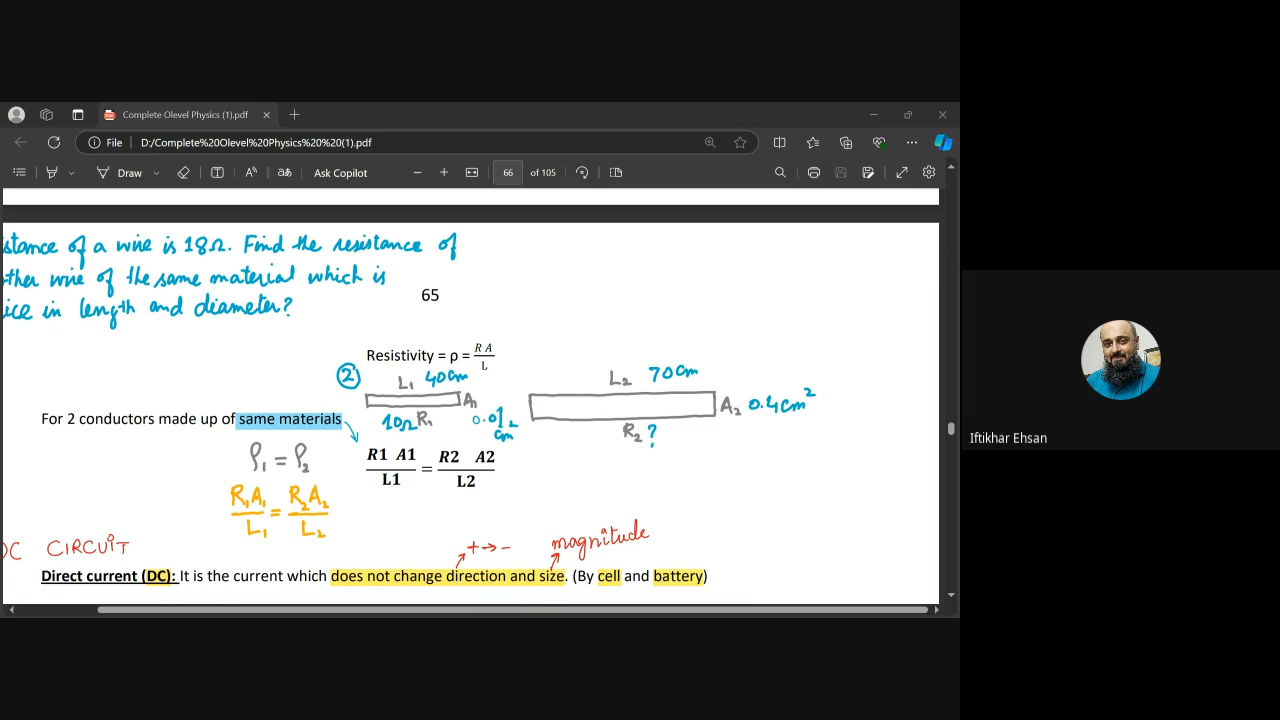 Complete Olevel Physics (1).pdf
File D:/Complete%20Olevel%20Physics%20%20(1).pdf
Draw Ask Copilot 66 of 105
stance of a wire is 18Ω. Find the resistance of
ther wire of the same material which is
ice in length and diameter?
65
Resistivity = ρ = R A / L
2
L1 40cm
L2 70cm
A1
A2 0.4cm²
For 2 conductors made up of same materials
10Ω R1
0.01 cm²
R2 ?
ρ1 = ρ2
R1 A1 / L1 = R2 A2 / L2
R1A1 / L1 = R2A2 / L2
DC CIRCUIT
+ → -
magnitude
Direct current (DC): It is the current which does not change direction and size. (By cell and battery)
Iftikhar Ehsan